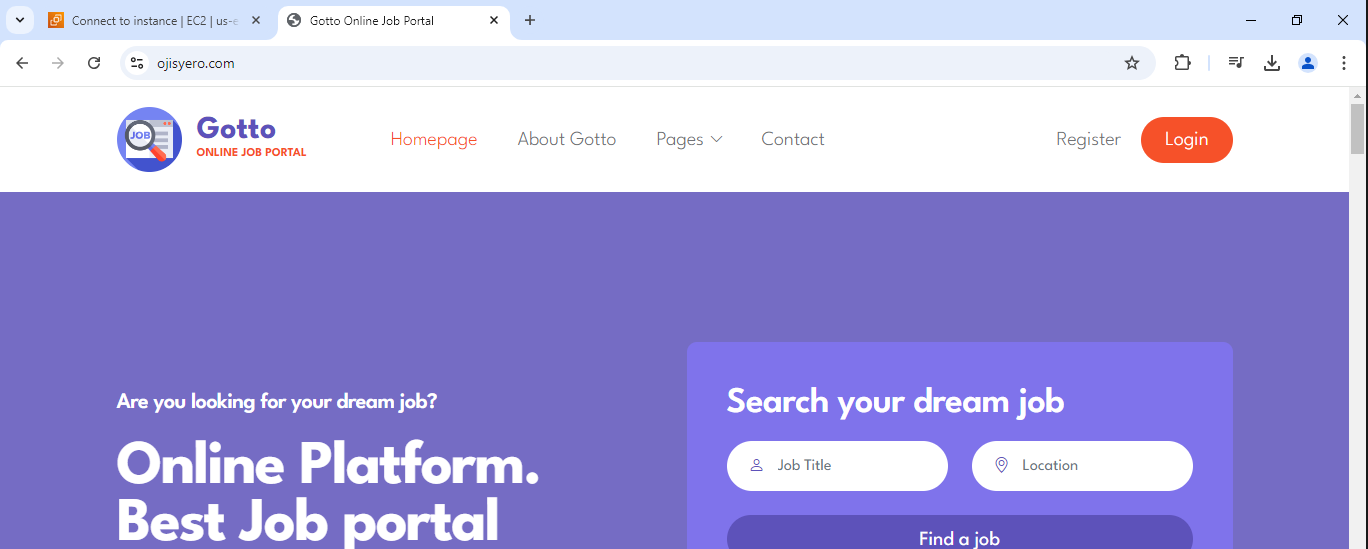 Connect to instance | EC2 | us-e
Gotto Online Job Portal
ojisyero.com
JOB
Gotto
ONLINE JOB PORTAL
Homepage
About Gotto
Pages
Contact
Register
Login
Are you looking for your dream job?
Online Platform.
Best Job portal
Search your dream job
Job Title
Location
Find a job